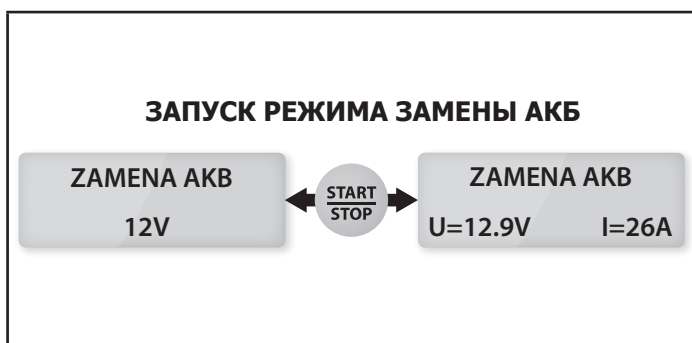 ЗАПУСК РЕЖИМА ЗАМЕНЫ АКБ
ZAMENA AKB
12V
START
STOP
ZAMENA AKB
U=12.9V I=26A